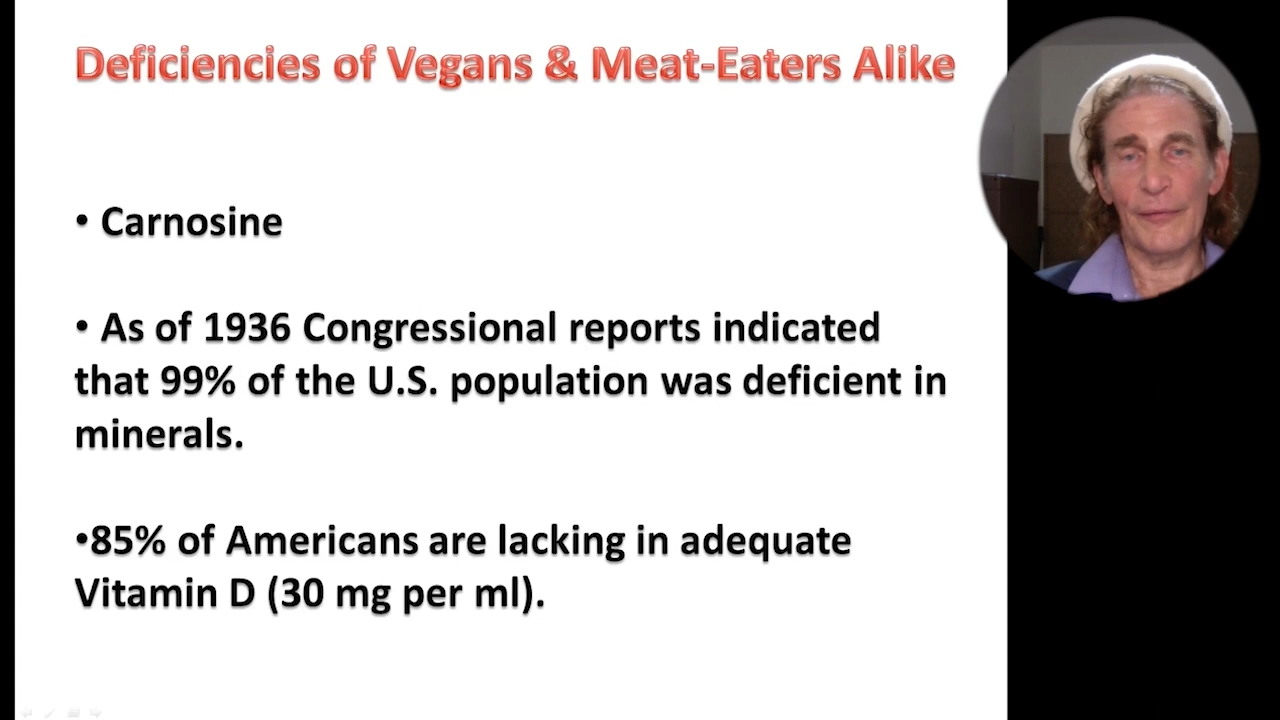 Deficiencies of Vegans & Meat-Eaters Alike
• Carnosine
• As of 1936 Congressional reports indicated
that 99% of the U.S. population was deficient in
minerals.
•85% of Americans are lacking in adequate
Vitamin D (30 mg per ml).